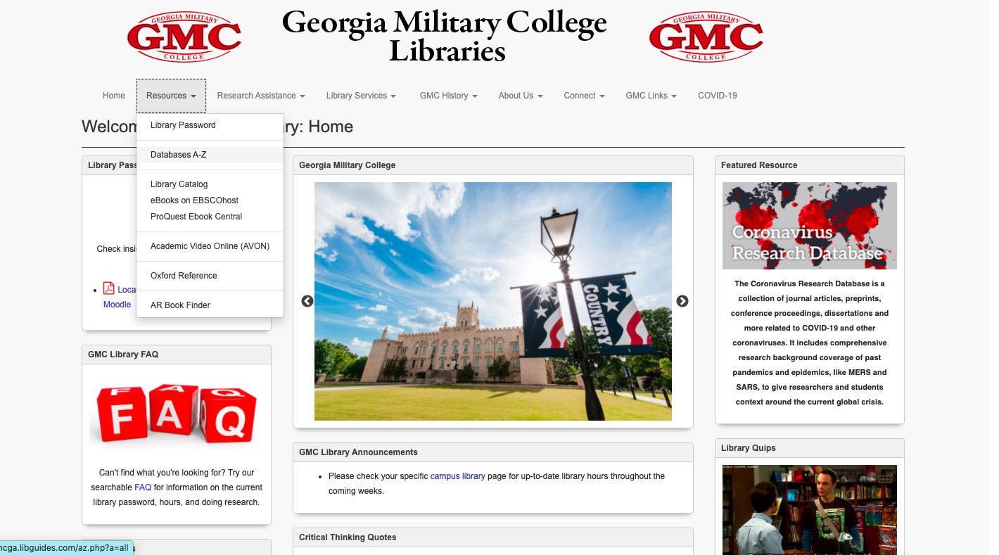 GEORGIA MILITARY
GMC
COLLEGE
Georgia Military College
Libraries
GEORGIA MILITARY
GMC
COLLEGE
Home
Resources
Research Assistance
Library Services
GMC History
About Us
Connect
GMC Links
COVID-19
Library Password
Databases A-Z
Library Catalog
eBooks on EBSCOhost
ProQuest Ebook Central
Academic Video Online (AVON)
Oxford Reference
AR Book Finder
: Home
Library
Check
Moodle
GMC Library FAQ
FAQ
Can't find what you're looking for? Try our
searchable FAQ for information on the current
library password, hours, and doing research.
Georgia Military College
COUNTRY
GMC Library Announcements
• Please check your specific campus library page for up-to-date library hours throughout the
coming weeks.
Critical Thinking Quotes
Featured Resource
Coronavirus
Research Database
The Coronavirus Research Database is a
collection of journal articles, preprints,
conference proceedings, dissertations and
more related to COVID-19 and other
coronaviruses. It includes comprehensive
research background coverage of past
pandemics and epidemics, like MERS and
SARS, to give researchers and students
context around the current global crisis.
Library Quips
SHELLY-COOPER | TUMBLR
ncga.libguides.com/az.php?a=all